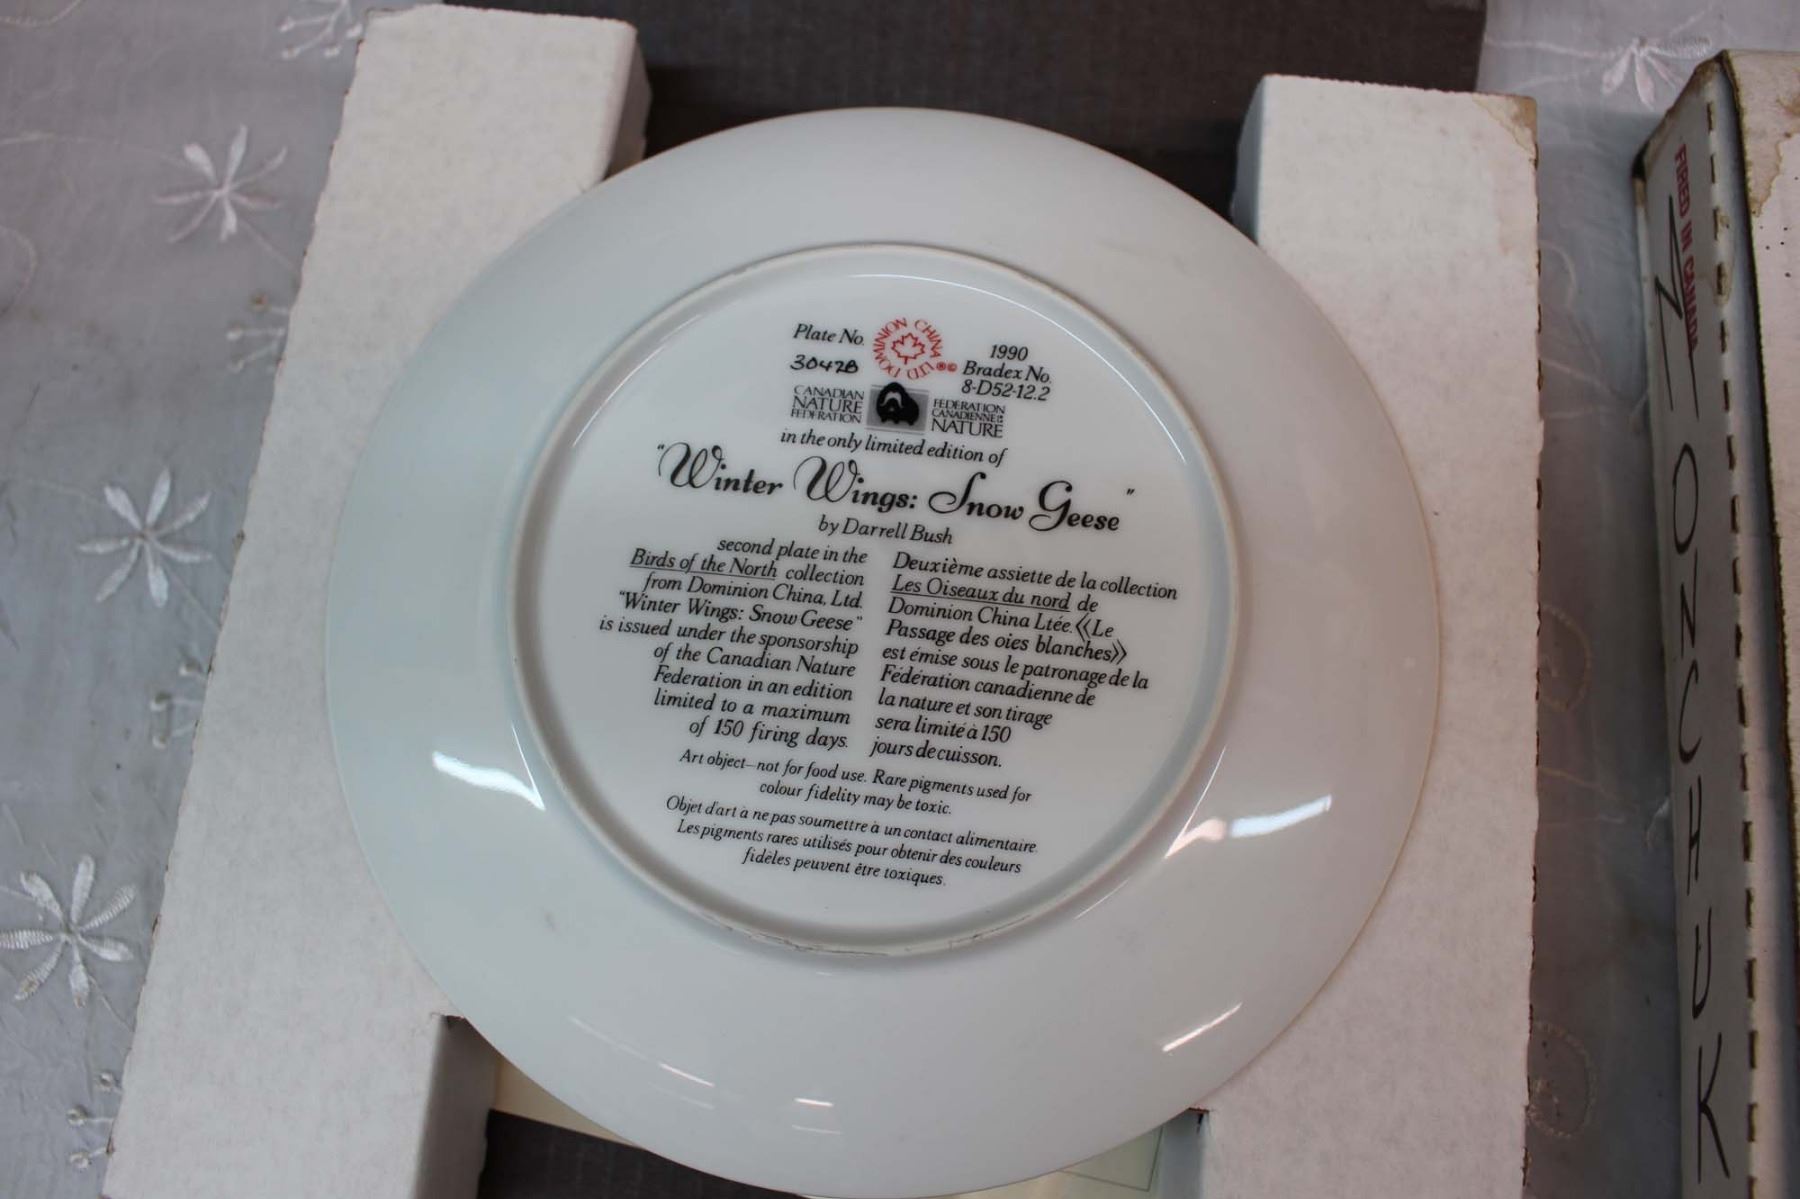 Plate No.
3042B
DOMINION CHINA LTD
1990
Bradex No.
8-D52-12.2
CANADIAN
NATURE
FEDERATION
FEDERATION
CANADIENNE DE LA
NATURE
in the only limited edition of
"Winter Wings: Snow Geese"
by Darrell Bush
second plate in the
Birds of the North collection
from Dominion China, Ltd.
"Winter Wings: Snow Geese"
is issued under the sponsorship
of the Canadian Nature
Federation in an edition
limited to a maximum
of 150 firing days.
Deuxième assiette de la collection
Les Oiseaux du nord de
Dominion China Ltée. «Le
Passage des oies blanches»
est émise sous le patronage de la
Fédération canadienne de
la nature et son tirage
sera limité à 150
jours de cuisson.
Art object—not for food use. Rare pigments used for
colour fidelity may be toxic.
Objet d'art à ne pas soumettre à un contact alimentaire.
Les pigments rares utilisés pour obtenir des couleurs
fidèles peuvent être toxiques.
FIRED IN CANADA
MONCHUK